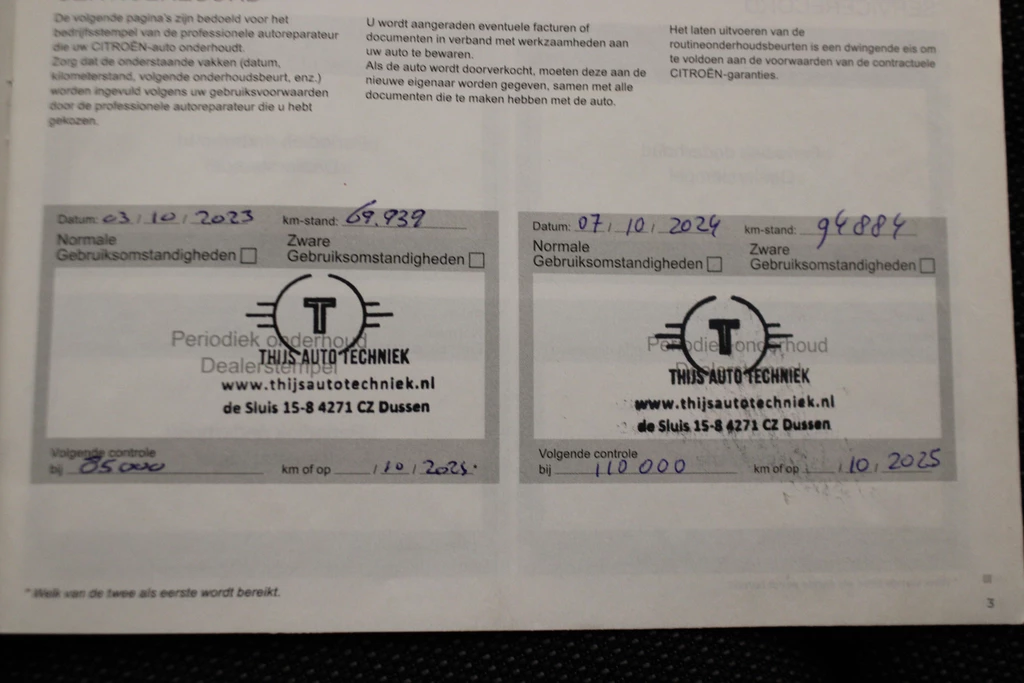 De volgende pagina's zijn bedoeld voor het
bedrijfsstempel van de professionele autoreparateur
die uw CITROËN-auto onderhoudt.
Zorg dat de onderstaande vakken (datum,
kilometerstand, volgende onderhoudsbeurt, enz.)
worden ingevuld volgens uw gebruiksvoorwaarden
door de professionele autoreparateur die u hebt
gekozen.
U wordt aangeraden eventuele facturen of
documenten in verband met werkzaamheden aan
uw auto te bewaren.
Als de auto wordt doorverkocht, moeten deze aan de
nieuwe eigenaar worden gegeven, samen met alle
documenten die te maken hebben met de auto.
Het laten uitvoeren van de
routineonderhoudsbeurten is een dwingende eis om
te voldoen aan de voorwaarden van de contractuele
CITROËN-garanties.
Datum: 03 / 10 / 2023 km-stand: 69.939
Normale Zware
Gebruiksomstandigheden Gebruiksomstandigheden
T
Periodiek onderhoud
Dealerstempel
THIJS AUTO TECHNIEK
www.thijsautotechniek.nl
de Sluis 15-8 4271 CZ Dussen
Volgende controle
bij 85000 km of op / 10 / 2025.
Datum: 07 / 10 / 2024 km-stand: 94884
Normale Zware
Gebruiksomstandigheden Gebruiksomstandigheden
T
Periodiek onderhoud
THIJS AUTO TECHNIEK
www.thijsautotechniek.nl
de Sluis 15-8 4271 CZ Dussen
Volgende controle
bij 110 000 km of op / 10 / 2025
* Welk van de twee als eerste wordt bereikt.
3